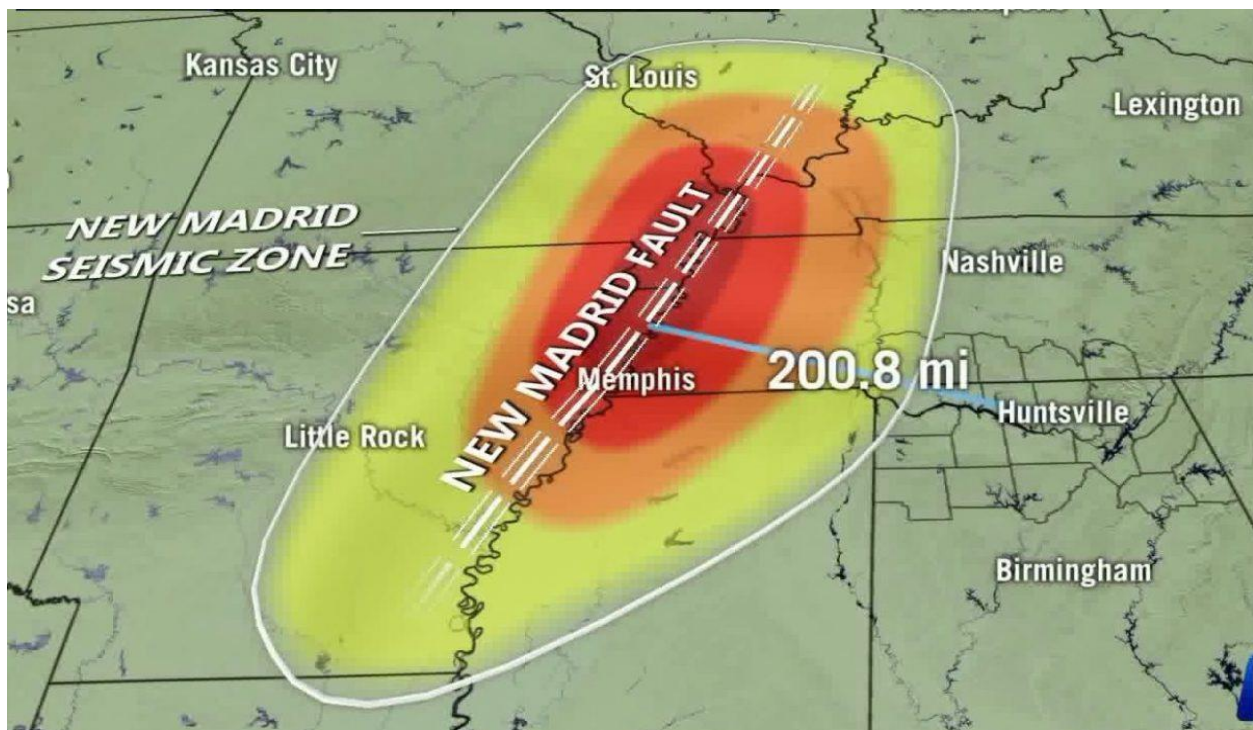 Kansas City
St. Louis
Lexington
NEW MADRID
SEISMIC ZONE
NEW MADRID FAULT
Nashville
sa
200.8 mi
Memphis
Huntsville
Little Rock
Birmingham